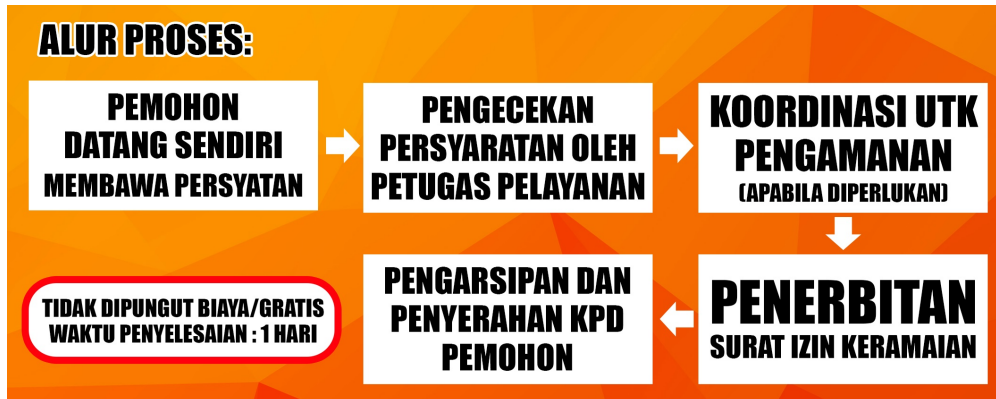 ALUR PROSES:
PEMOHON
DATANG SENDIRI
MEMBAWA PERSYATAN
PENGECEKAN
PERSYARATAN OLEH
PETUGAS PELAYANAN
KOORDINASI UTK
PENGAMANAN
(APABILA DIPERLUKAN)
PENERBITAN
SURAT IZIN KERAMAIAN
PENGARSIPAN DAN
PENYERAHAN KPD
PEMOHON
TIDAK DIPUNGUT BIAYA/GRATIS
WAKTU PENYELESAIAN : 1 HARI